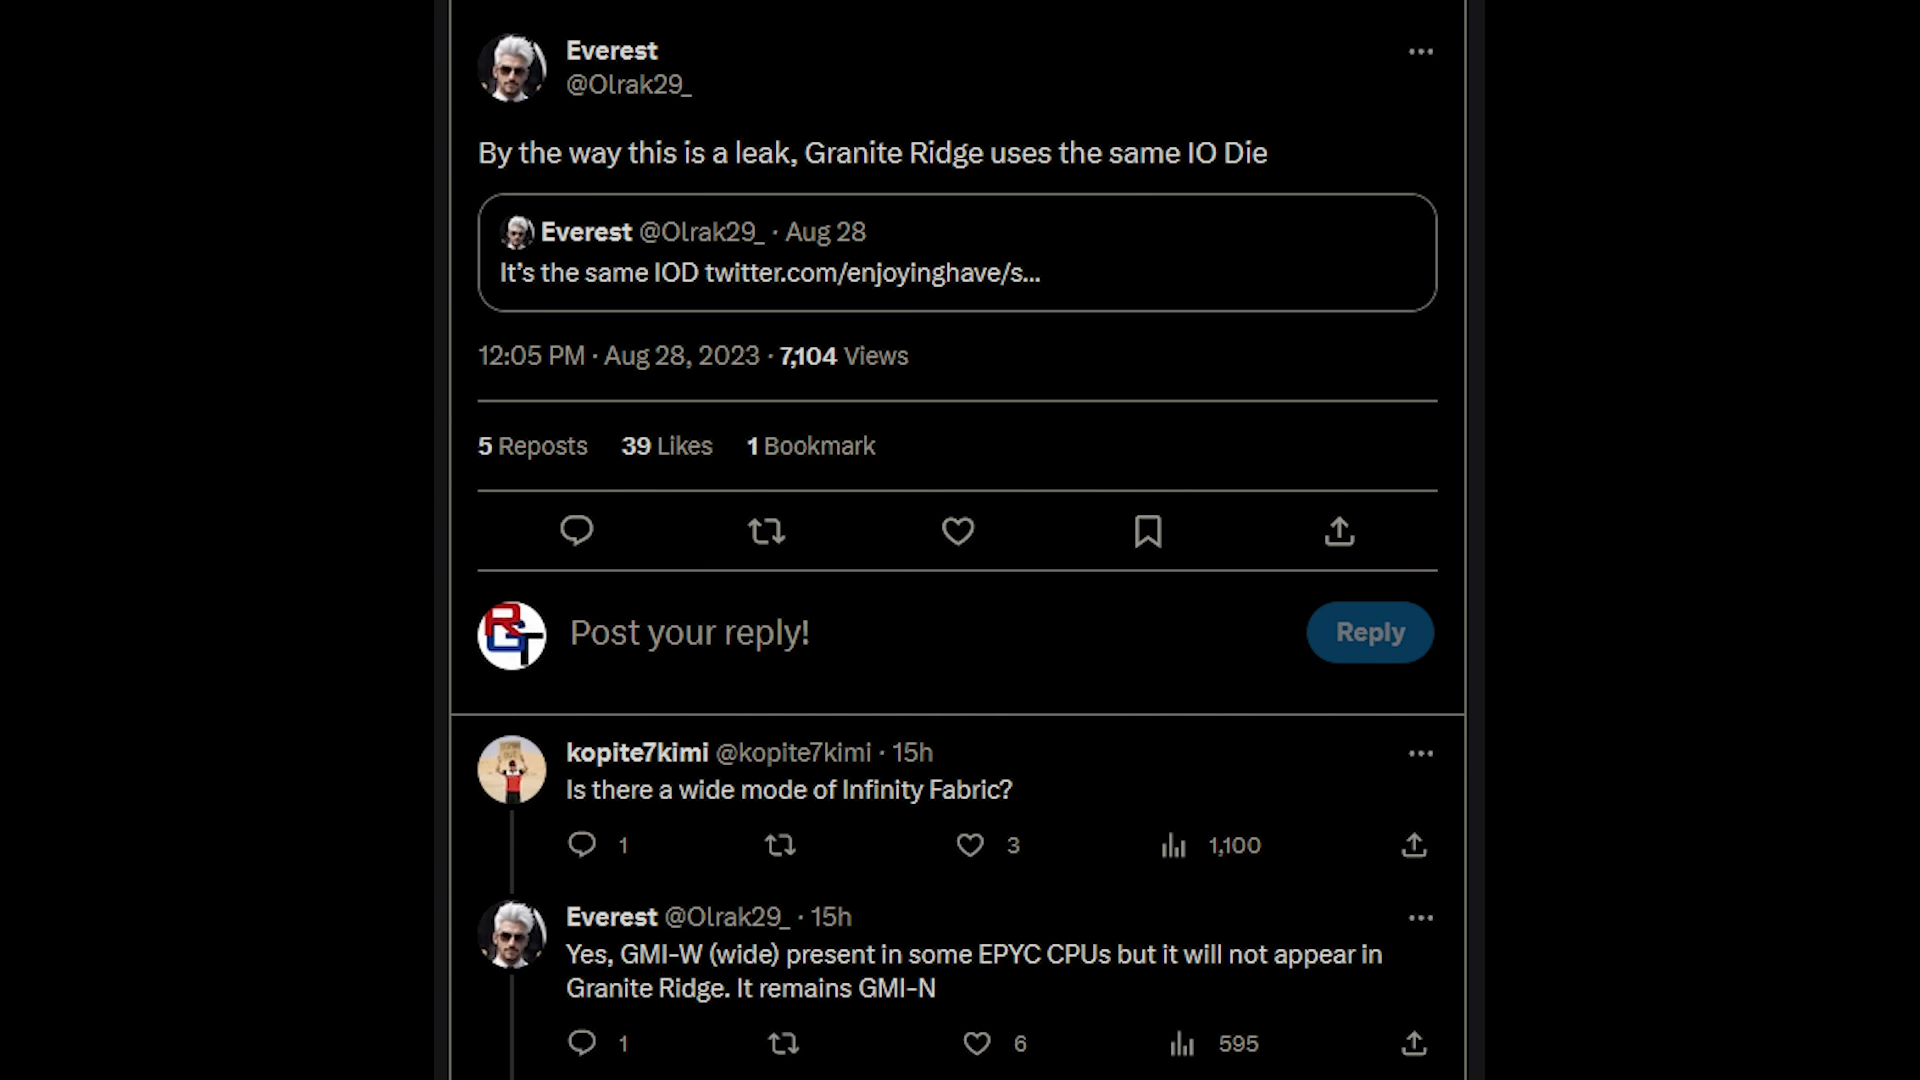 Everest
@Olrak29_
By the way this is a leak, Granite Ridge uses the same IO Die
Everest @Olrak29_ · Aug 28
It's the same IOD twitter.com/enjoyinghave/s...
12:05 PM · Aug 28, 2023 · 7,104 Views
5 Reposts 39 Likes 1 Bookmark
RGT
Post your reply!
Reply
kopite7kimi @kopite7kimi · 15h
Is there a wide mode of Infinity Fabric?
1 3 1,100
Everest @Olrak29_ · 15h
Yes, GMI-W (wide) present in some EPYC CPUs but it will not appear in
Granite Ridge. It remains GMI-N
1 6 595